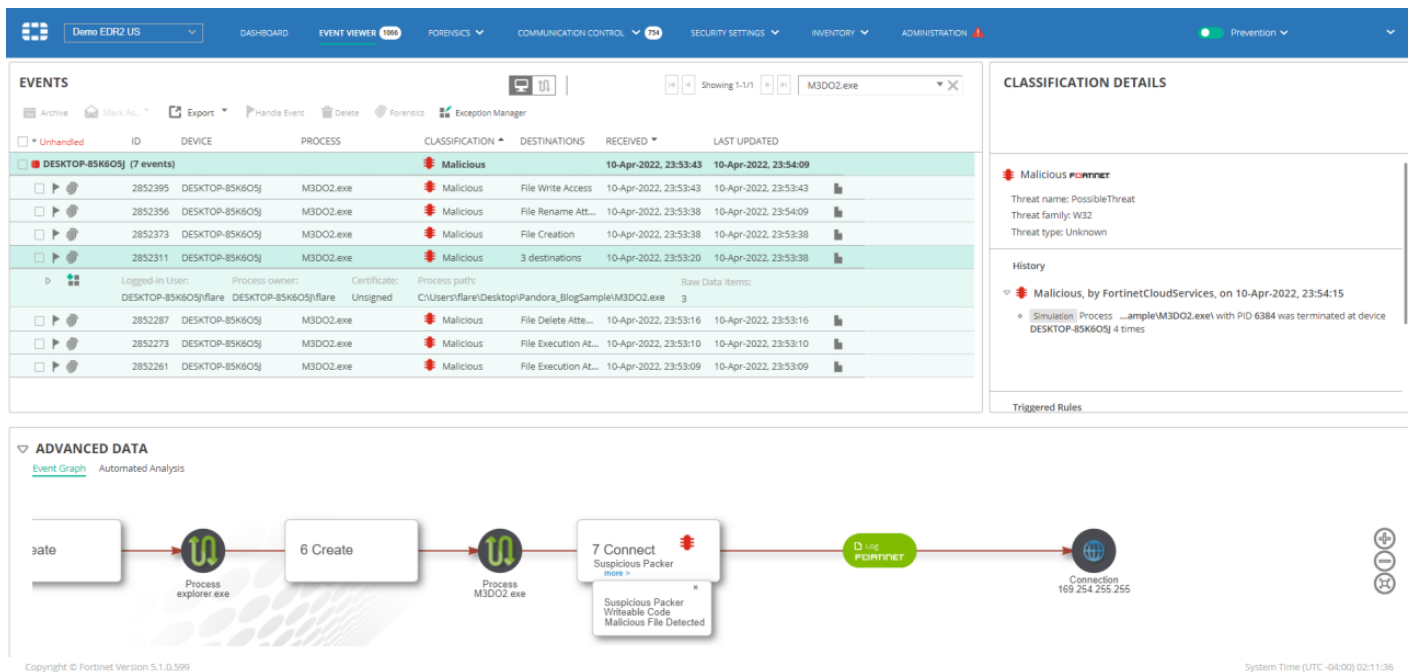 Demo EDR2 US
DASHBOARD
EVENT VIEWER 1066
FORENSICS
COMMUNICATION CONTROL 754
SECURITY SETTINGS
INVENTORY
ADMINISTRATION
Prevention
EVENTS
Showing 1-1/1
M3DO2.exe
Archive Mark As... Export Handle Event Delete Forensics Exception Manager
Unhandled ID DEVICE PROCESS CLASSIFICATION DESTINATIONS RECEIVED LAST UPDATED
DESKTOP-85K6O5J (7 events) Malicious 10-Apr-2022, 23:53:43 10-Apr-2022, 23:54:09
2852395 DESKTOP-85K6O5J M3DO2.exe Malicious File Write Access 10-Apr-2022, 23:53:43 10-Apr-2022, 23:53:43
2852356 DESKTOP-85K6O5J M3DO2.exe Malicious File Rename Att... 10-Apr-2022, 23:53:38 10-Apr-2022, 23:54:09
2852373 DESKTOP-85K6O5J M3DO2.exe Malicious File Creation 10-Apr-2022, 23:53:38 10-Apr-2022, 23:53:38
2852311 DESKTOP-85K6O5J M3DO2.exe Malicious 3 destinations 10-Apr-2022, 23:53:20 10-Apr-2022, 23:53:38
Logged-in User: Process owner: Certificate: Process path: Raw Data Items:
DESKTOP-85K6O5J\flare DESKTOP-85K6O5J\flare Unsigned C:\Users\flare\Desktop\Pandora_BlogSample\M3DO2.exe 3
2852287 DESKTOP-85K6O5J M3DO2.exe Malicious File Delete Atte... 10-Apr-2022, 23:53:16 10-Apr-2022, 23:53:16
2852273 DESKTOP-85K6O5J M3DO2.exe Malicious File Execution At... 10-Apr-2022, 23:53:10 10-Apr-2022, 23:53:10
2852261 DESKTOP-85K6O5J M3DO2.exe Malicious File Execution At... 10-Apr-2022, 23:53:09 10-Apr-2022, 23:53:09
CLASSIFICATION DETAILS
Malicious FORTINET
Threat name: PossibleThreat
Threat family: W32
Threat type: Unknown
History
Malicious, by FortinetCloudServices, on 10-Apr-2022, 23:54:15
Simulation Process ...ample\M3DO2.exe\ with PID 6384 was terminated at device
DESKTOP-85K6O5J 4 times
Triggered Rules
ADVANCED DATA
Event Graph Automated Analysis
eate
Process
explorer.exe
6 Create
Process
M3DO2.exe
7 Connect
Suspicious Packer
more >
×
Suspicious Packer
Writeable Code
Malicious File Detected
Log
FORTINET
Connection
169.254.255.255
Copyright © Fortinet Version 5.1.0.599
System Time (UTC -04:00) 02:11:36